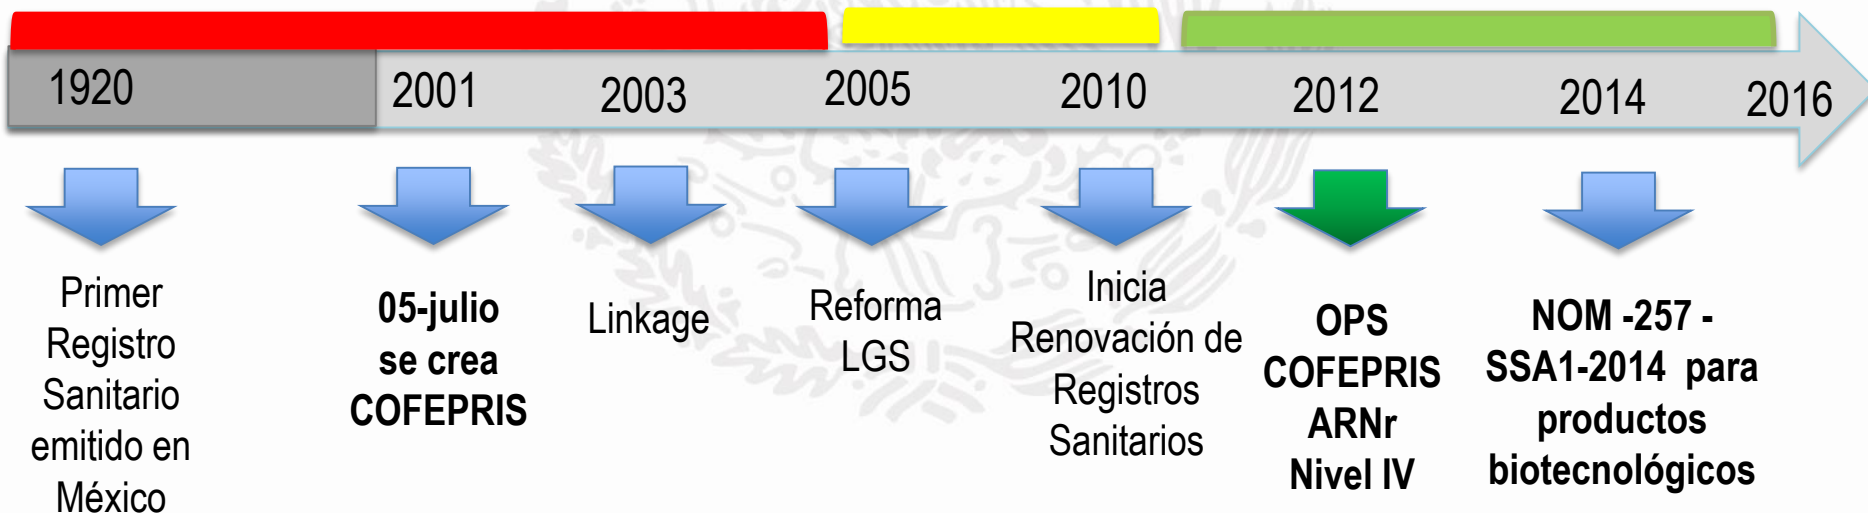 1920
2001
2003
2005
2010
2012
2014
2016
Primer
Registro
Sanitario
emitido en
México
05-julio
se crea
COFEPRIS
Linkage
Reforma
LGS
Inicia
Renovación de
Registros
Sanitarios
OPS
COFEPRIS
ARNr
Nivel IV
NOM -257 -
SSA1-2014 para
productos
biotecnológicos